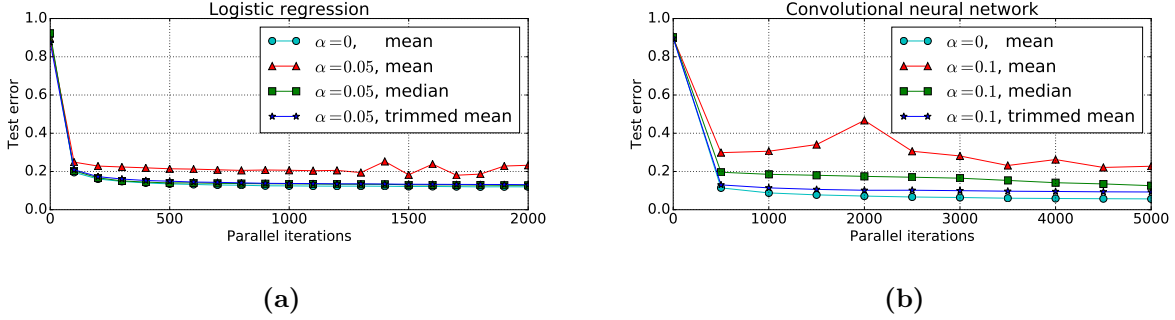 Logistic regression
1.0
0.8
0.6
0.4
0.2
0.0
Test error
α=0, mean
α=0.05, mean
α=0.05, median
α=0.05, trimmed mean
0 500 1000 1500 2000
Parallel iterations
(a)
Convolutional neural network
1.0
0.8
0.6
0.4
0.2
0.0
Test error
α=0, mean
α=0.1, mean
α=0.1, median
α=0.1, trimmed mean
0 1000 2000 3000 4000 5000
Parallel iterations
(b)